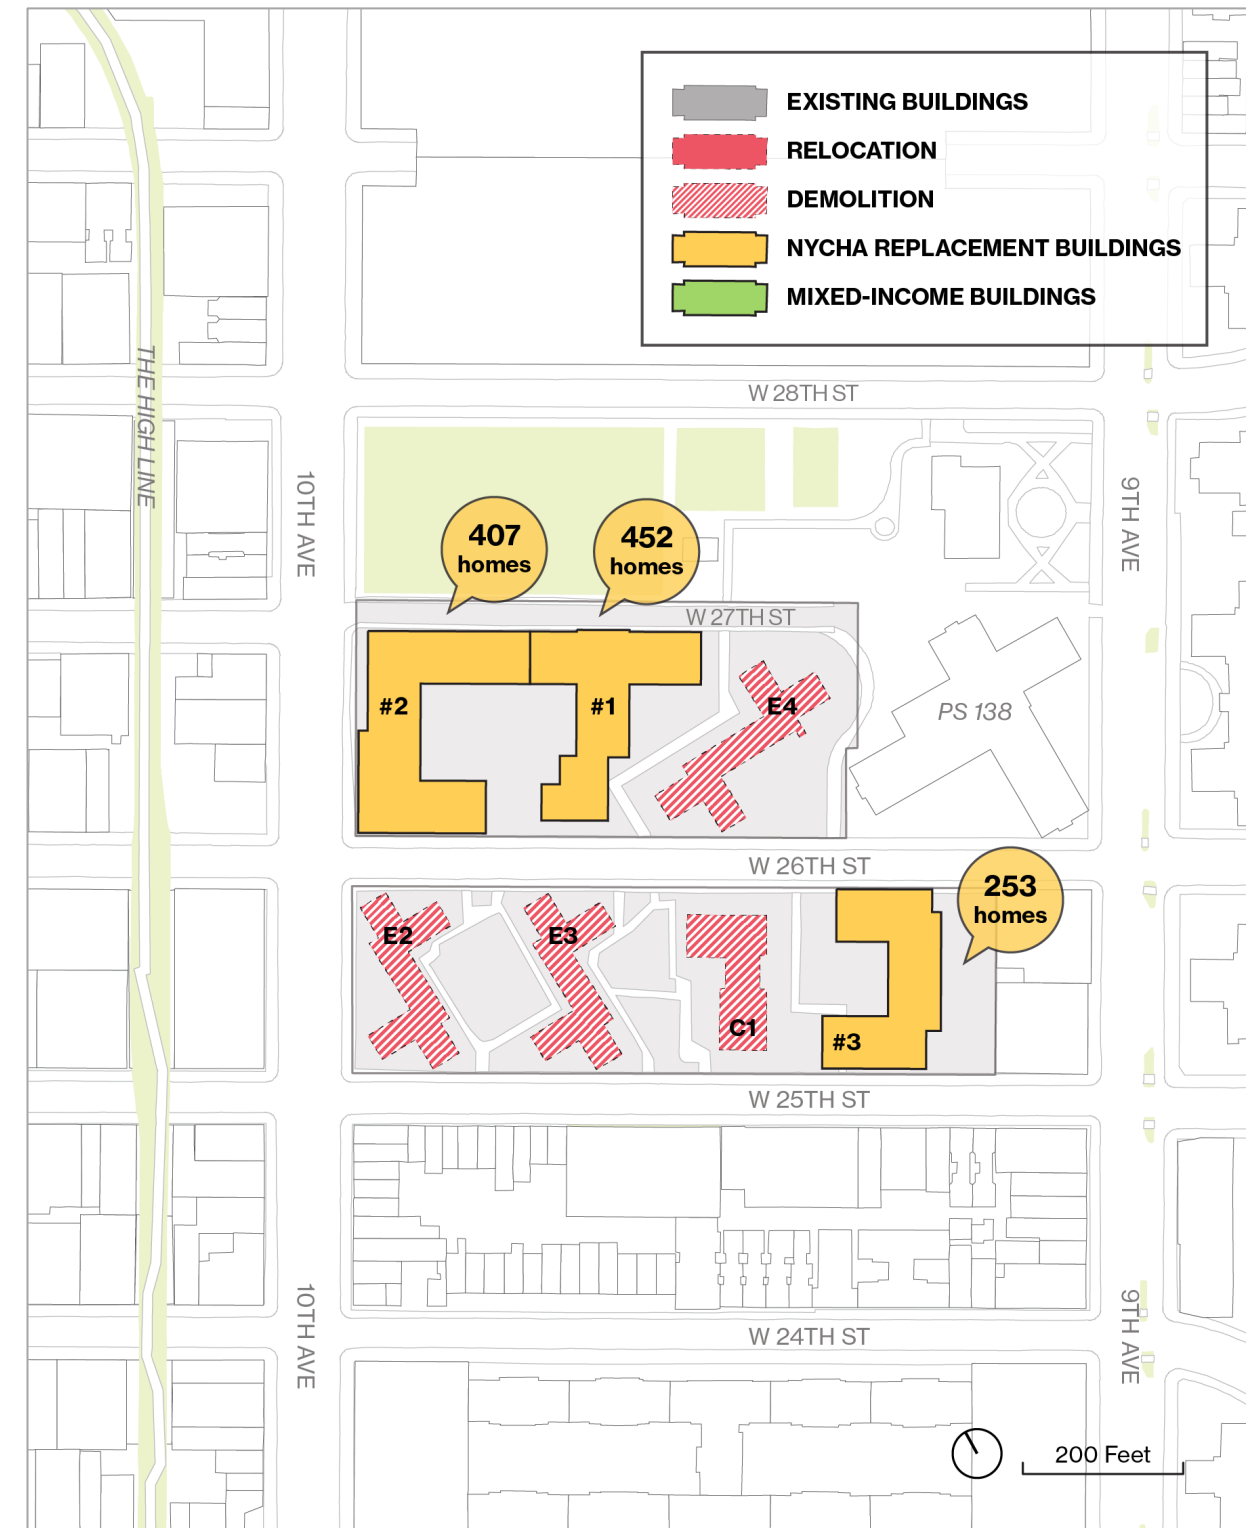 EXISTING BUILDINGS
RELOCATION
DEMOLITION
NYCHA REPLACEMENT BUILDINGS
MIXED-INCOME BUILDINGS
THE HIGH LINE
W 28TH ST
10TH AVE
9TH AVE
407
homes
452
homes
W 27TH ST
#2
#1
E4
PS 138
W 26TH ST
253
homes
E2
E3
C1
#3
W 25TH ST
10TH AVE
9TH AVE
W 24TH ST
200 Feet